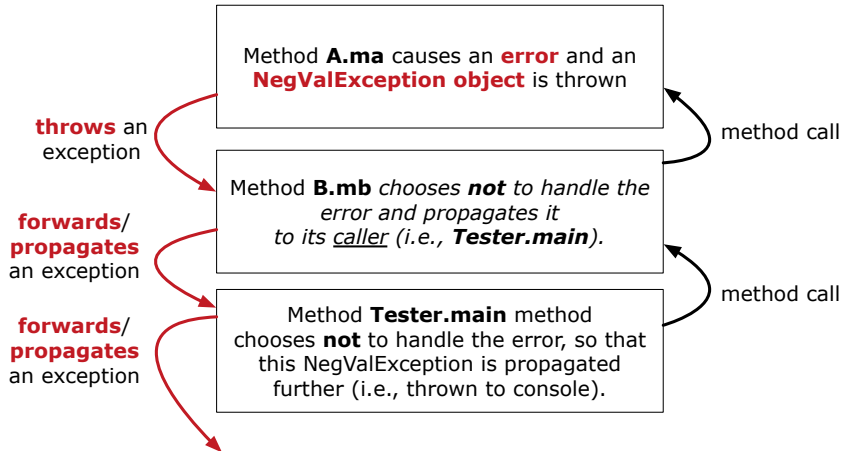 Method A.ma causes an error and an
NegValException object is thrown
throws an
exception
method call
Method B.mb chooses not to handle the
error and propagates it
to its caller (i.e., Tester.main).
forwards/
propagates
an exception
method call
Method Tester.main method
chooses not to handle the error, so that
this NegValException is propagated
further (i.e., thrown to console).
forwards/
propagates
an exception